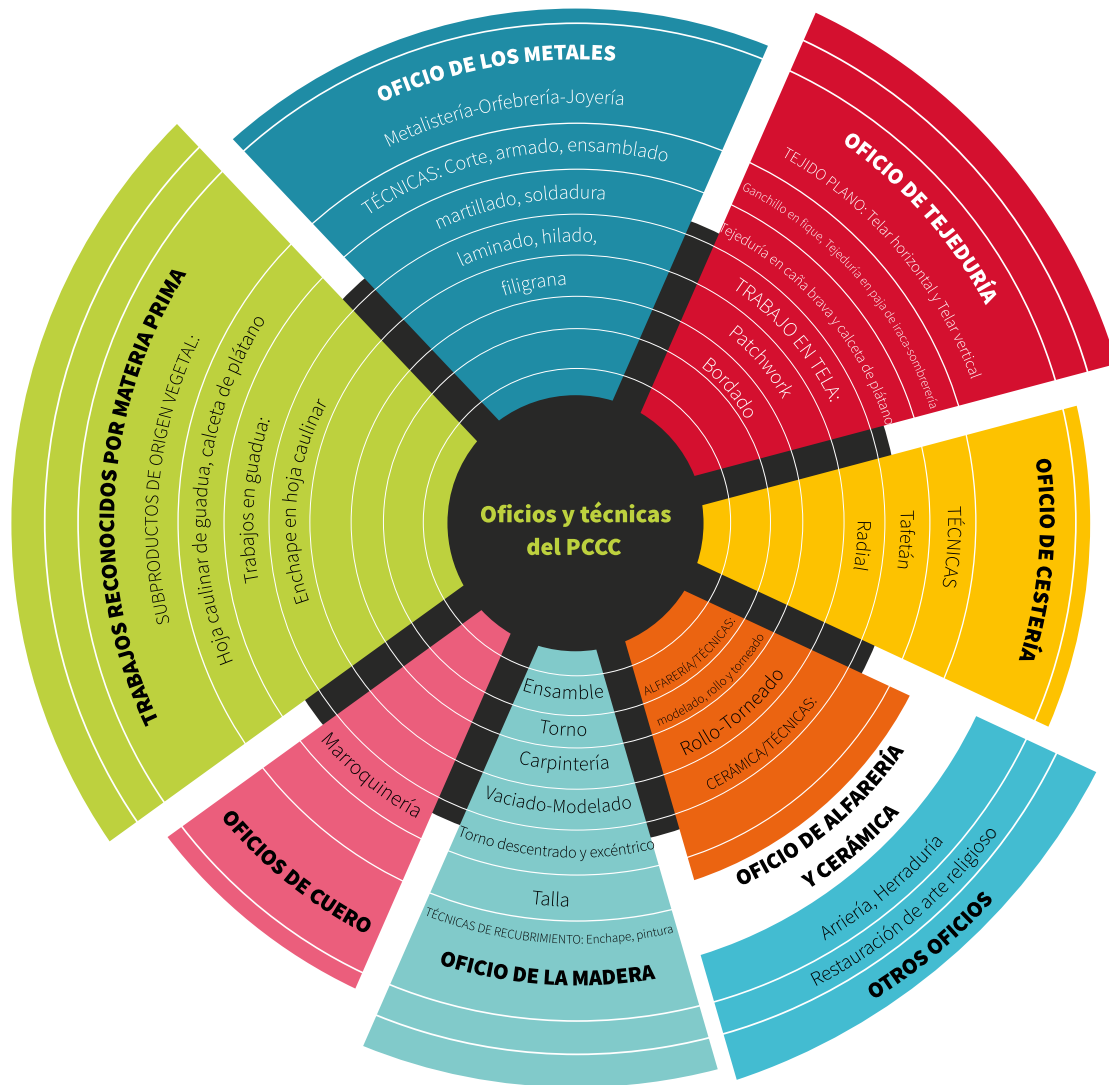 OFICIO DE LOS METALES
Metalistería-Orfebrería-Joyería
TÉCNICAS: Corte, armado, ensamblado
martillado, soldadura
laminado, hilado,
filigrana
OFICIO DE TEJEDURÍA
TEJIDO PLANO: Telar horizontal y Telar vertical
Ganchillo en fique, Tejeduría en paja de iraca-sombrerería
Tejeduría en caña brava y calceta de plátano
TRABAJO EN TELA:
Patchwork
Bordado
OFICIO DE CESTERÍA
TÉCNICAS
Tafetán
Radial
ALFARERÍA/TÉCNICAS:
modelado, rollo y torneado
Rollo-Torneado
CERÁMICA/TÉCNICAS:
OFICIO DE ALFARERÍA
Y CERÁMICA
Arriería, Herraduría
Restauración de arte religioso
OTROS OFICIOS
Ensamble
Torno
Carpintería
Vaciado-Modelado
Torno descentrado y excéntrico
Talla
TÉCNICAS DE RECUBRIMIENTO: Enchape, pintura
OFICIO DE LA MADERA
Marroquinería
OFICIOS DE CUERO
TRABAJOS RECONOCIDOS POR MATERIA PRIMA
SUBPRODUCTOS DE ORIGEN VEGETAL:
Hoja caulinar de guadua, calceta de plátano
Trabajos en guadua:
Enchape en hoja caulinar
Oficios y técnicas
del PCCC